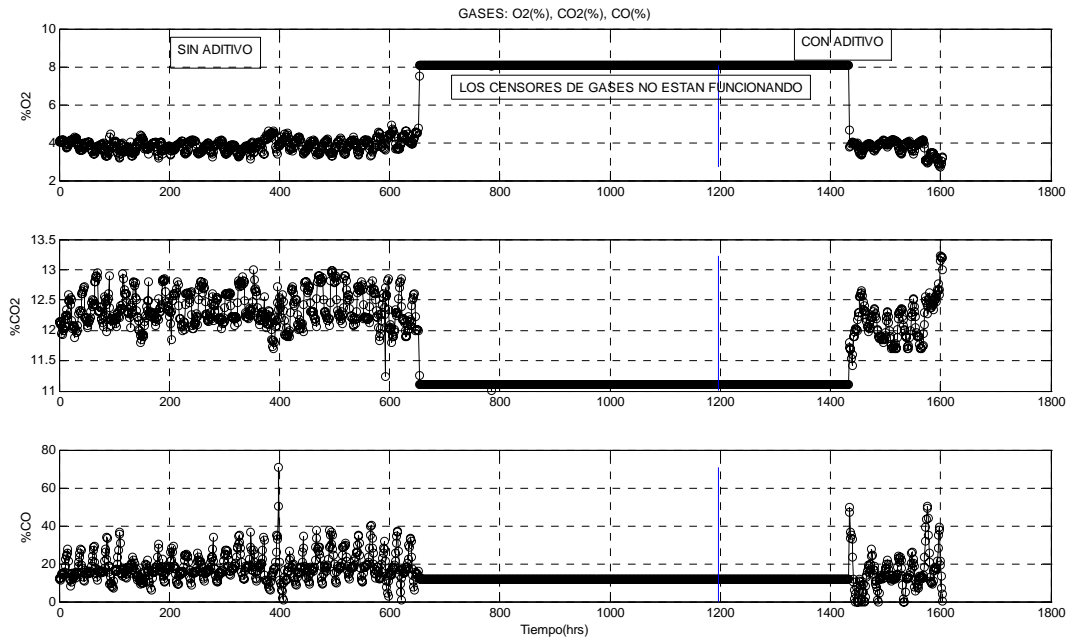 GASES: O2(%), CO2(%), CO(%)
SIN ADITIVO
CON ADITIVO
LOS CENSORES DE GASES NO ESTAN FUNCIONANDO
%O2
10
8
6
4
2
0 200 400 600 800 1000 1200 1400 1600 1800
%CO2
13.5
13
12.5
12
11.5
11
0 200 400 600 800 1000 1200 1400 1600 1800
%CO
80
60
40
20
0
0 200 400 600 800 1000 1200 1400 1600 1800
Tiempo(hrs)